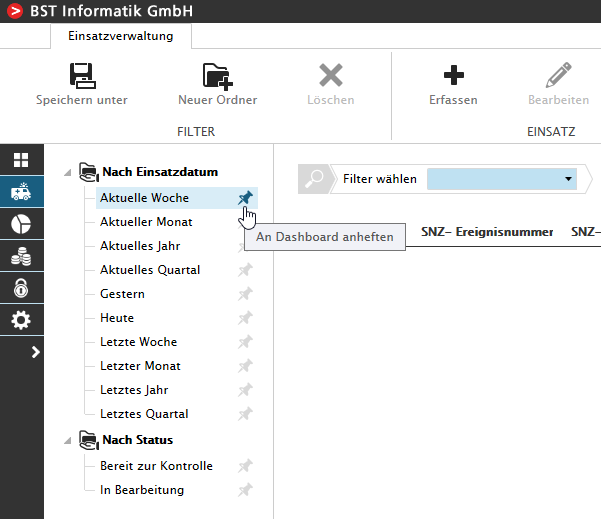 BST Informatik GmbH
Einsatzverwaltung
Speichern unter Neuer Ordner Löschen Erfassen Bearbeiten
FILTER EINSATZ
Nach Einsatzdatum
Filter wählen
Aktuelle Woche
Aktueller Monat
An Dashboard anheften SNZ- Ereignisnummer SNZ-
Aktuelles Jahr
Aktuelles Quartal
Gestern
Heute
Letzte Woche
Letzter Monat
Letztes Jahr
Letztes Quartal
Nach Status
Bereit zur Kontrolle
In Bearbeitung